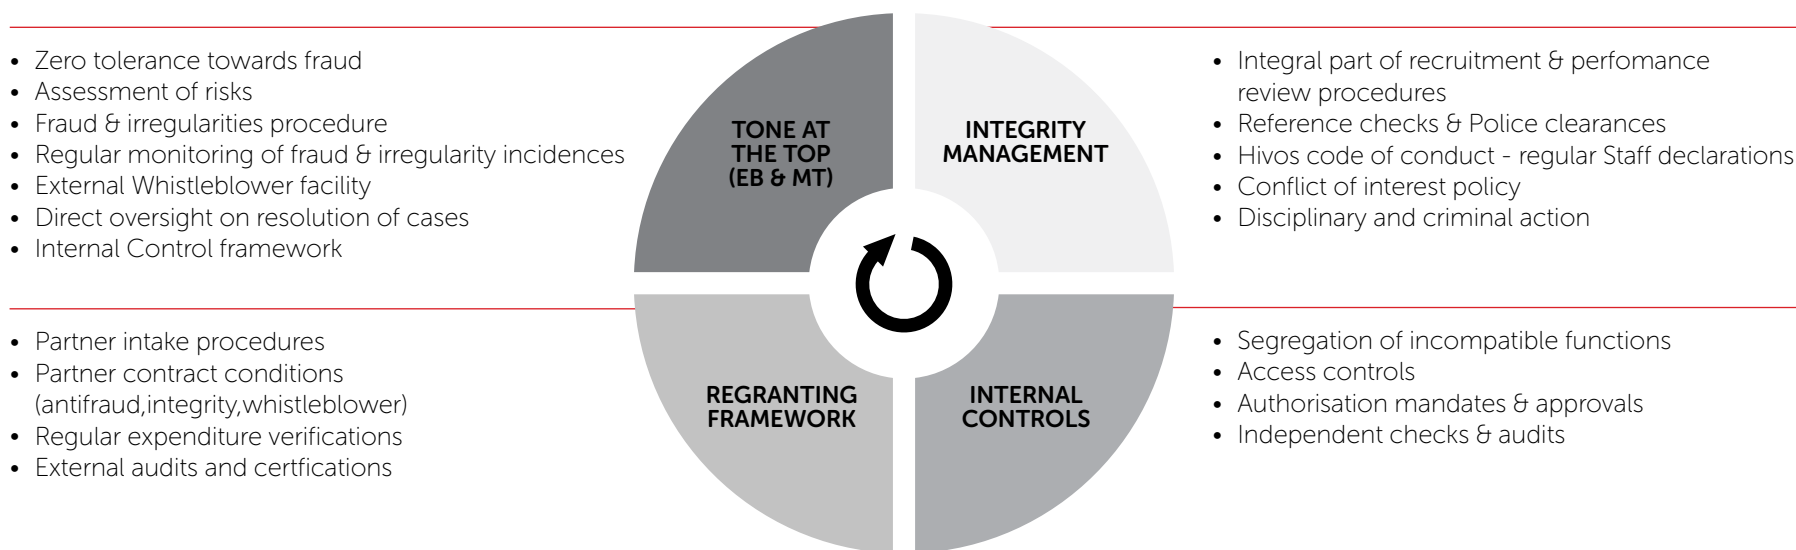 • Zero tolerance towards fraud
• Assessment of risks
• Fraud & irregularities procedure
• Regular monitoring of fraud & irregularity incidences
• External Whistleblower facility
• Direct oversight on resolution of cases
• Internal Control framework
TONE AT
THE TOP
(EB & MT)
INTEGRITY
MANAGEMENT
• Integral part of recruitment & perfomance
review procedures
• Reference checks & Police clearances
• Hivos code of conduct - regular Staff declarations
• Conflict of interest policy
• Disciplinary and criminal action
• Partner intake procedures
• Partner contract conditions
(antifraud,integrity,whistleblower)
• Regular expenditure verifications
• External audits and certfications
REGRANTING
FRAMEWORK
INTERNAL
CONTROLS
• Segregation of incompatible functions
• Access controls
• Authorisation mandates & approvals
• Independent checks & audits